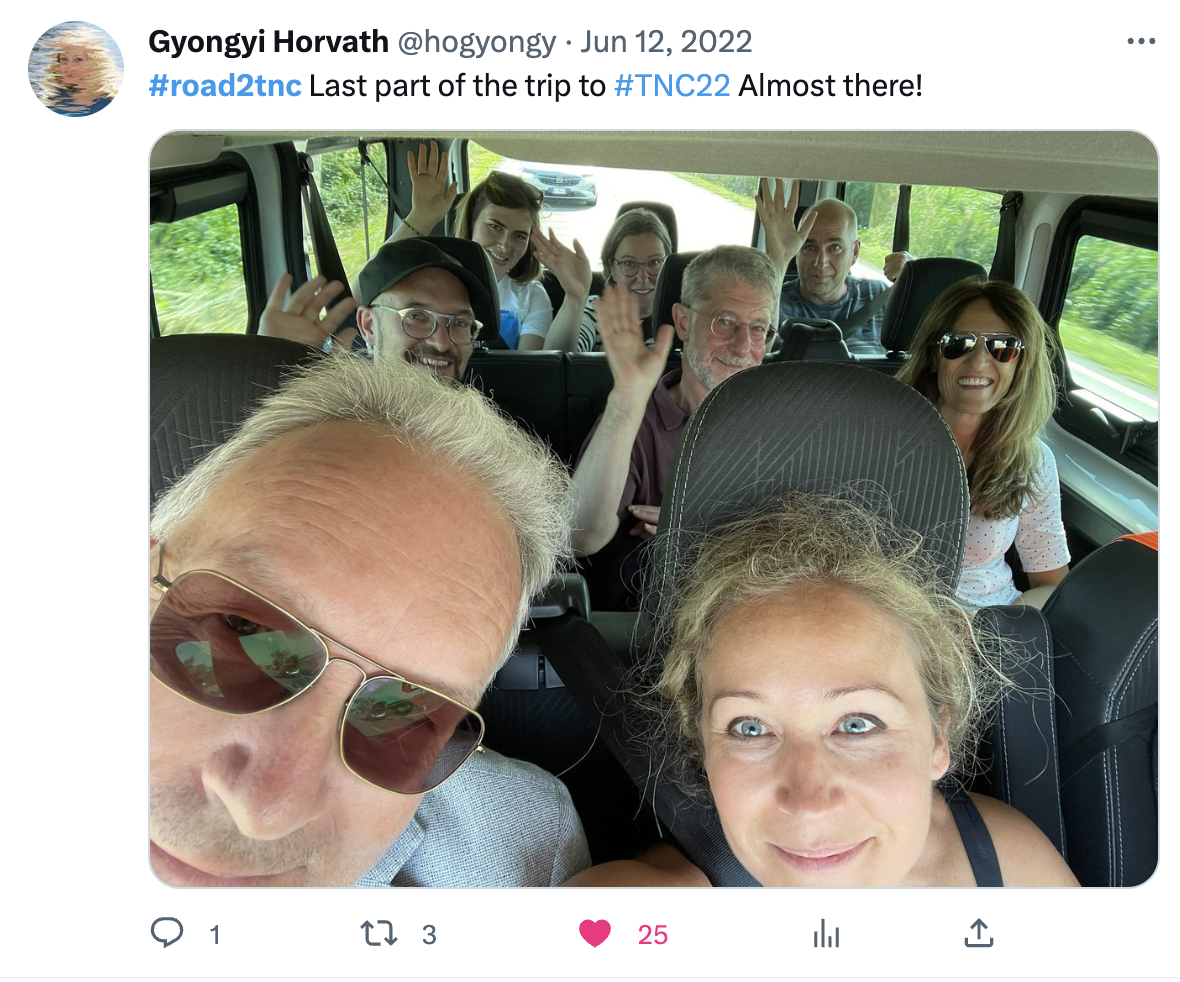 Gyongyi Horvath @hogyongy · Jun 12, 2022
#road2tnc Last part of the trip to #TNC22 Almost there!
1 3 25